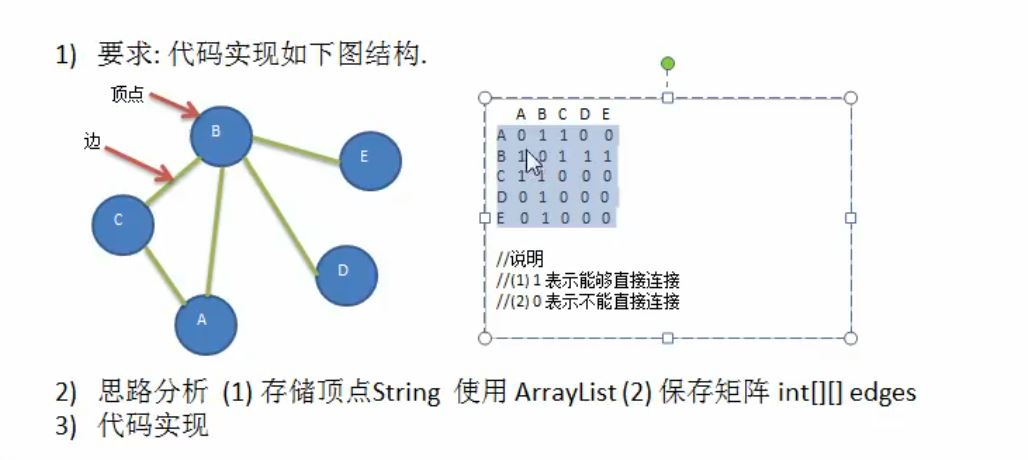 1) 要求: 代码实现如下图结构.
顶点
边
B
E
C
D
A
A B C D E
A 0 1 1 0 0
B 1 0 1 1 1
C 1 1 0 0 0
D 0 1 0 0 0
E 0 1 0 0 0
//说明
//(1) 1 表示能够直接连接
//(2) 0 表示不能直接连接
2) 思路分析 (1) 存储顶点String 使用 ArrayList (2) 保存矩阵 int[][] edges
3) 代码实现